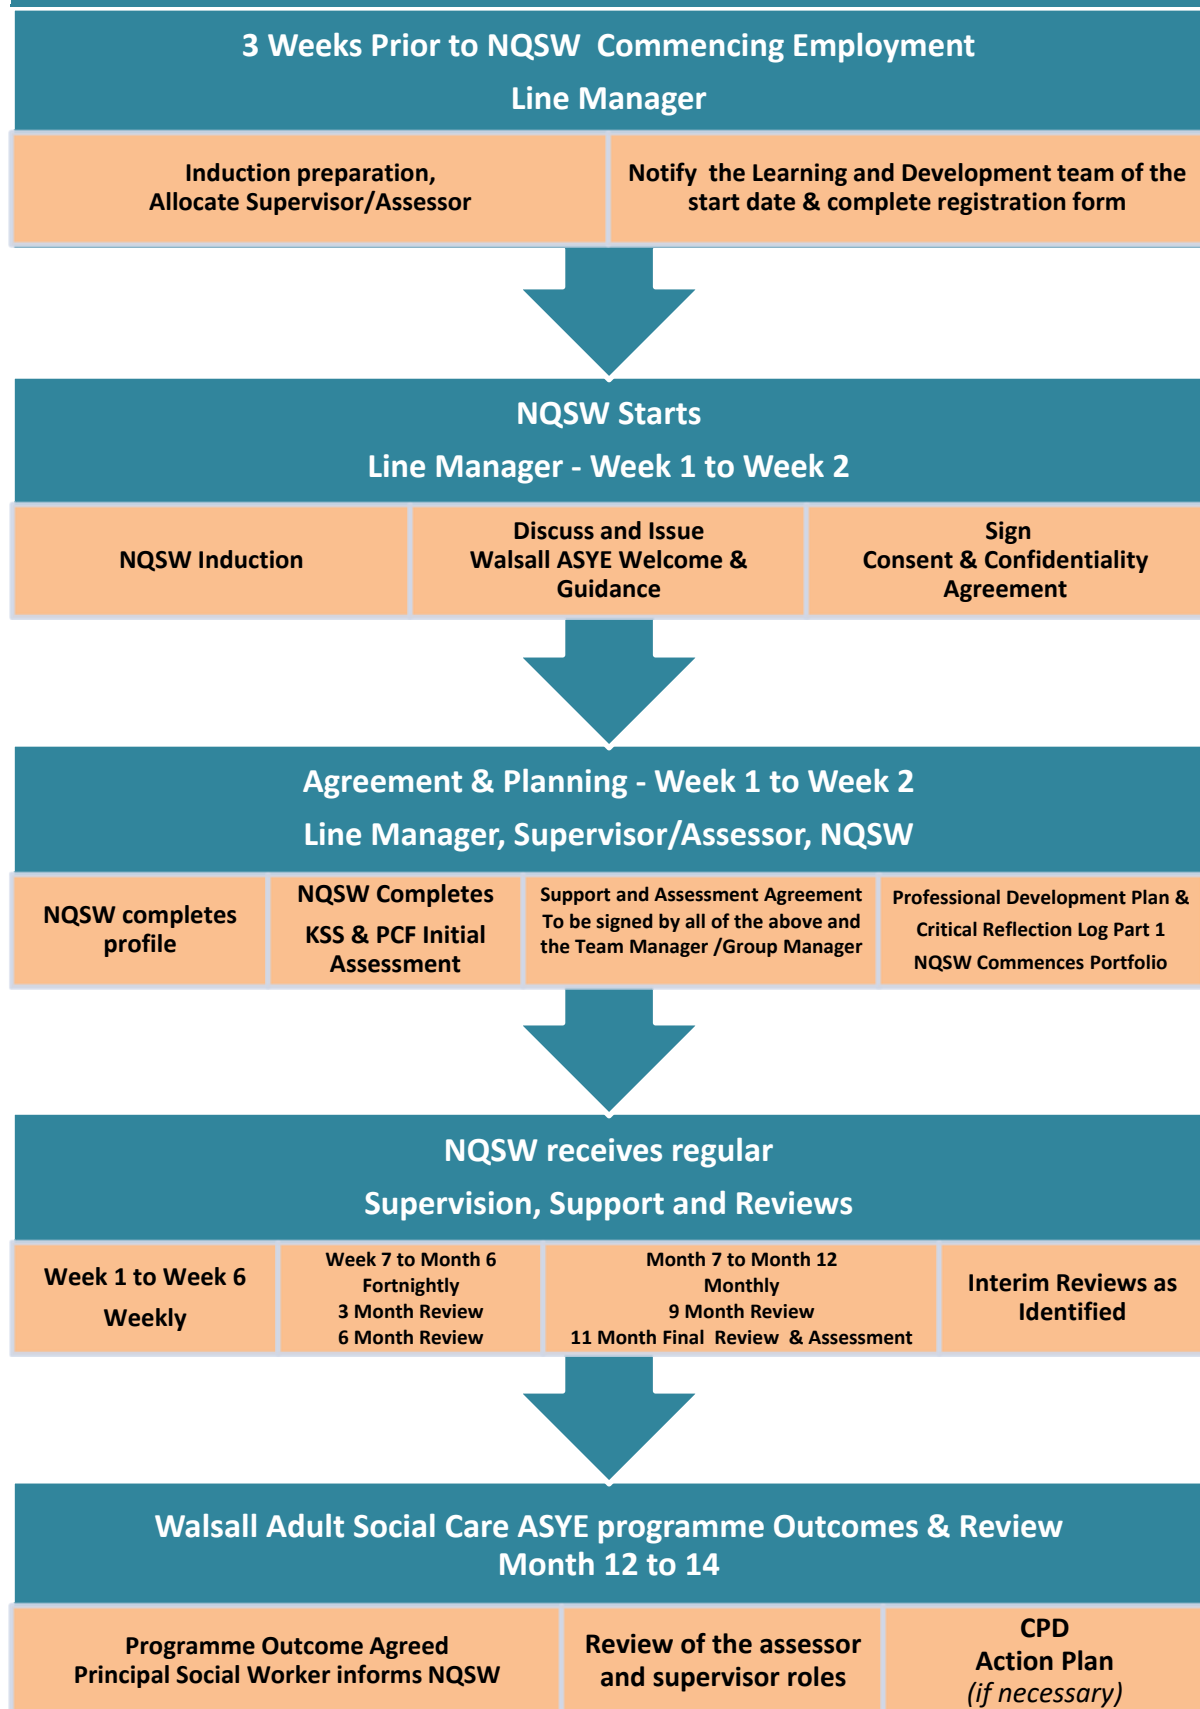 3 Weeks Prior to NQSW Commencing Employment
Line Manager
Induction preparation,
Allocate Supervisor/Assessor
Notify the Learning and Development team of the
start date & complete registration form
NQSW Starts
Line Manager - Week 1 to Week 2
NQSW Induction
Discuss and Issue
Walsall ASYE Welcome &
Guidance
Sign
Consent & Confidentiality
Agreement
Agreement & Planning - Week 1 to Week 2
Line Manager, Supervisor/Assessor, NQSW
NQSW completes
profile
NQSW Completes
KSS & PCF Initial
Assessment
Support and Assessment Agreement
To be signed by all of the above and
the Team Manager /Group Manager
Professional Development Plan &
Critical Reflection Log Part 1
NQSW Commences Portfolio
NQSW receives regular
Supervision, Support and Reviews
Week 1 to Week 6
Weekly
Week 7 to Month 6
Fortnightly
3 Month Review
6 Month Review
Month 7 to Month 12
Monthly
9 Month Review
11 Month Final Review & Assessment
Interim Reviews as
Identified
Walsall Adult Social Care ASYE programme Outcomes & Review
Month 12 to 14
Programme Outcome Agreed
Principal Social Worker informs NQSW
Review of the assessor
and supervisor roles
CPD
Action Plan
(if necessary)